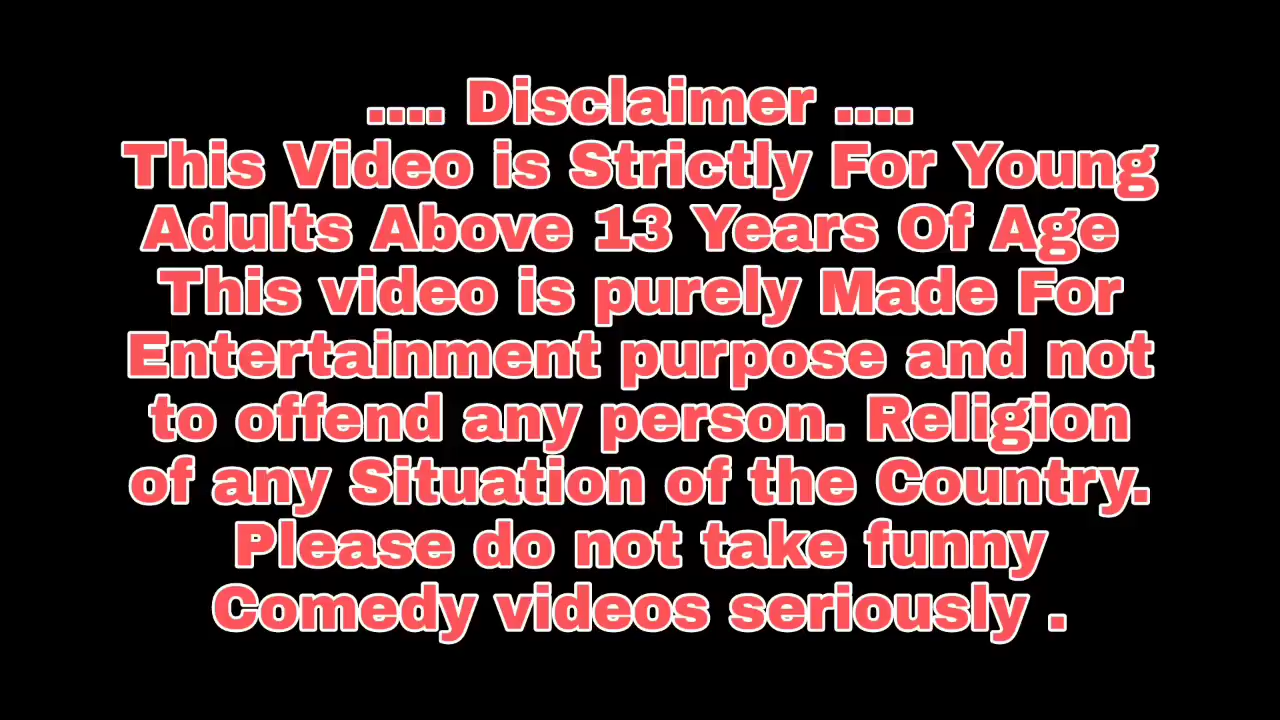 .... Disclaimer ....
This Video is Strictly For Young
Adults Above 13 Years Of Age
This video is purely Made For
Entertainment purpose and not
to offend any person. Religion
of any Situation of the Country.
Please do not take funny
Comedy videos seriously .